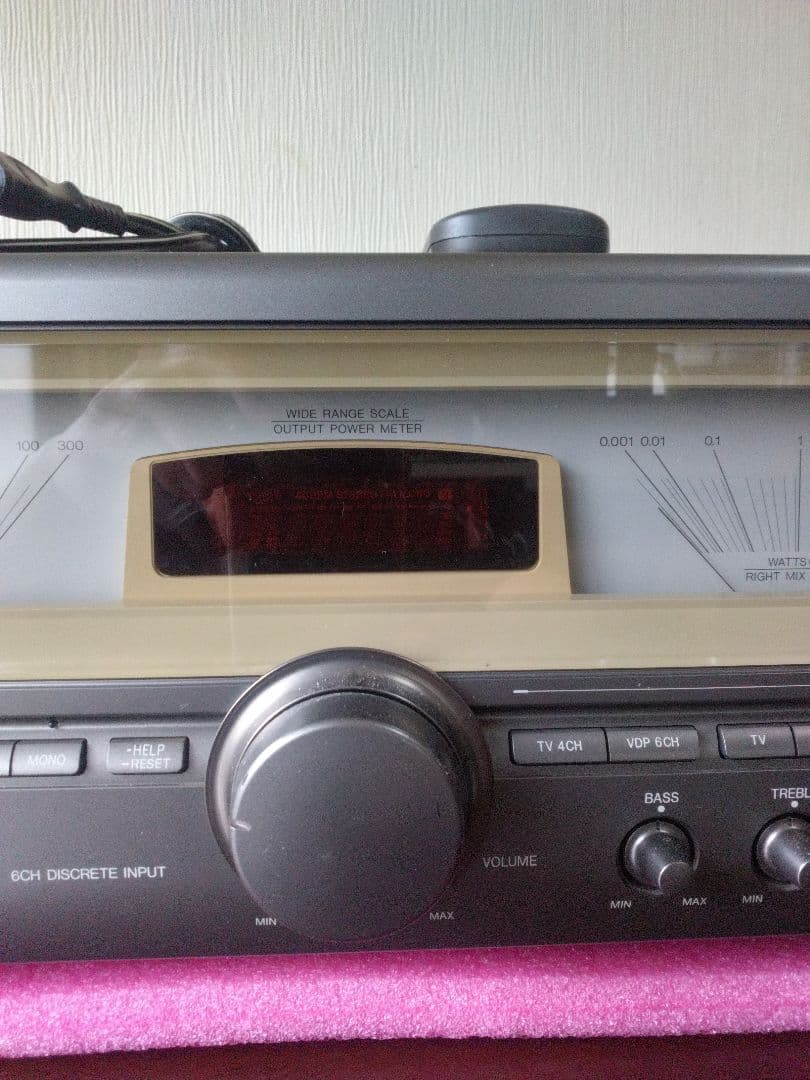 WIDE RANGE SCALE
OUTPUT POWER METER
100 300
0.001 0.01 0.1 1
WATTS
RIGHT MIX
MONO
-HELP
-RESET
TV 4CH
VDP 6CH
TV
BASS
TREBL
6CH DISCRETE INPUT
VOLUME
MIN
MAX
MIN
MAX
MIN